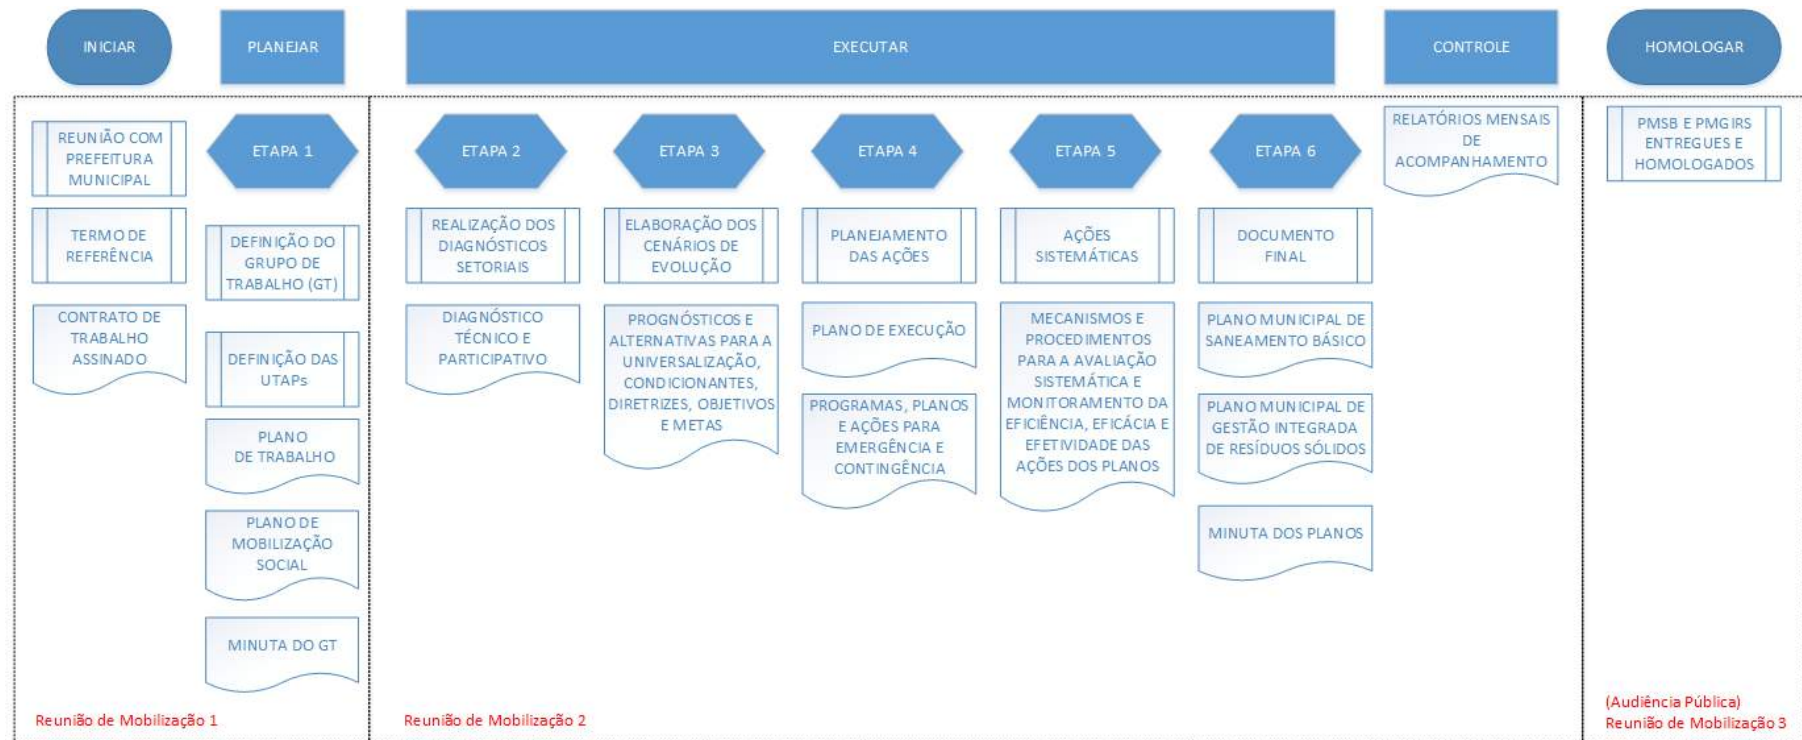 INICIAR
PLANEJAR
EXECUTAR
CONTROLE
HOMOLOGAR
REUNIÃO COM
PREFEITURA
MUNICIPAL
TERMO DE
REFERÊNCIA
CONTRATO DE
TRABALHO
ASSINADO
ETAPA 1
DEFINIÇÃO DO
GRUPO DE
TRABALHO (GT)
DEFINIÇÃO DAS
UTAPs
PLANO
DE TRABALHO
PLANO DE
MOBILIZAÇÃO
SOCIAL
MINUTA DO GT
Reunião de Mobilização 1
ETAPA 2
REALIZAÇÃO DOS
DIAGNÓSTICOS
SETORIAIS
DIAGNÓSTICO
TÉCNICO E
PARTICIPATIVO
ETAPA 3
ELABORAÇÃO DOS
CENÁRIOS DE
EVOLUÇÃO
PROGNÓSTICOS E
ALTERNATIVAS PARA A
UNIVERSALIZAÇÃO,
CONDICIONANTES,
DIRETRIZES, OBJETIVOS
E METAS
ETAPA 4
PLANEJAMENTO
DAS AÇÕES
PLANO DE EXECUÇÃO
PROGRAMAS, PLANOS
E AÇÕES PARA
EMERGÊNCIA E
CONTINGÊNCIA
ETAPA 5
AÇÕES
SISTEMÁTICAS
MECANISMOS E
PROCEDIMENTOS
PARA A AVALIAÇÃO
SISTEMÁTICA E
MONITORAMENTO DA
EFICIÊNCIA, EFICÁCIA E
EFETIVIDADE DAS
AÇÕES DOS PLANOS
ETAPA 6
DOCUMENTO
FINAL
PLANO MUNICIPAL DE
SANEAMENTO BÁSICO
PLANO MUNICIPAL DE
GESTÃO INTEGRADA
DE RESÍDUOS SÓLIDOS
MINUTA DOS PLANOS
Reunião de Mobilização 2
RELATÓRIOS MENSAIS
DE
ACOMPANHAMENTO
PMSB E PMGIRS
ENTREGUES E
HOMOLOGADOS
(Audiência Pública)
Reunião de Mobilização 3